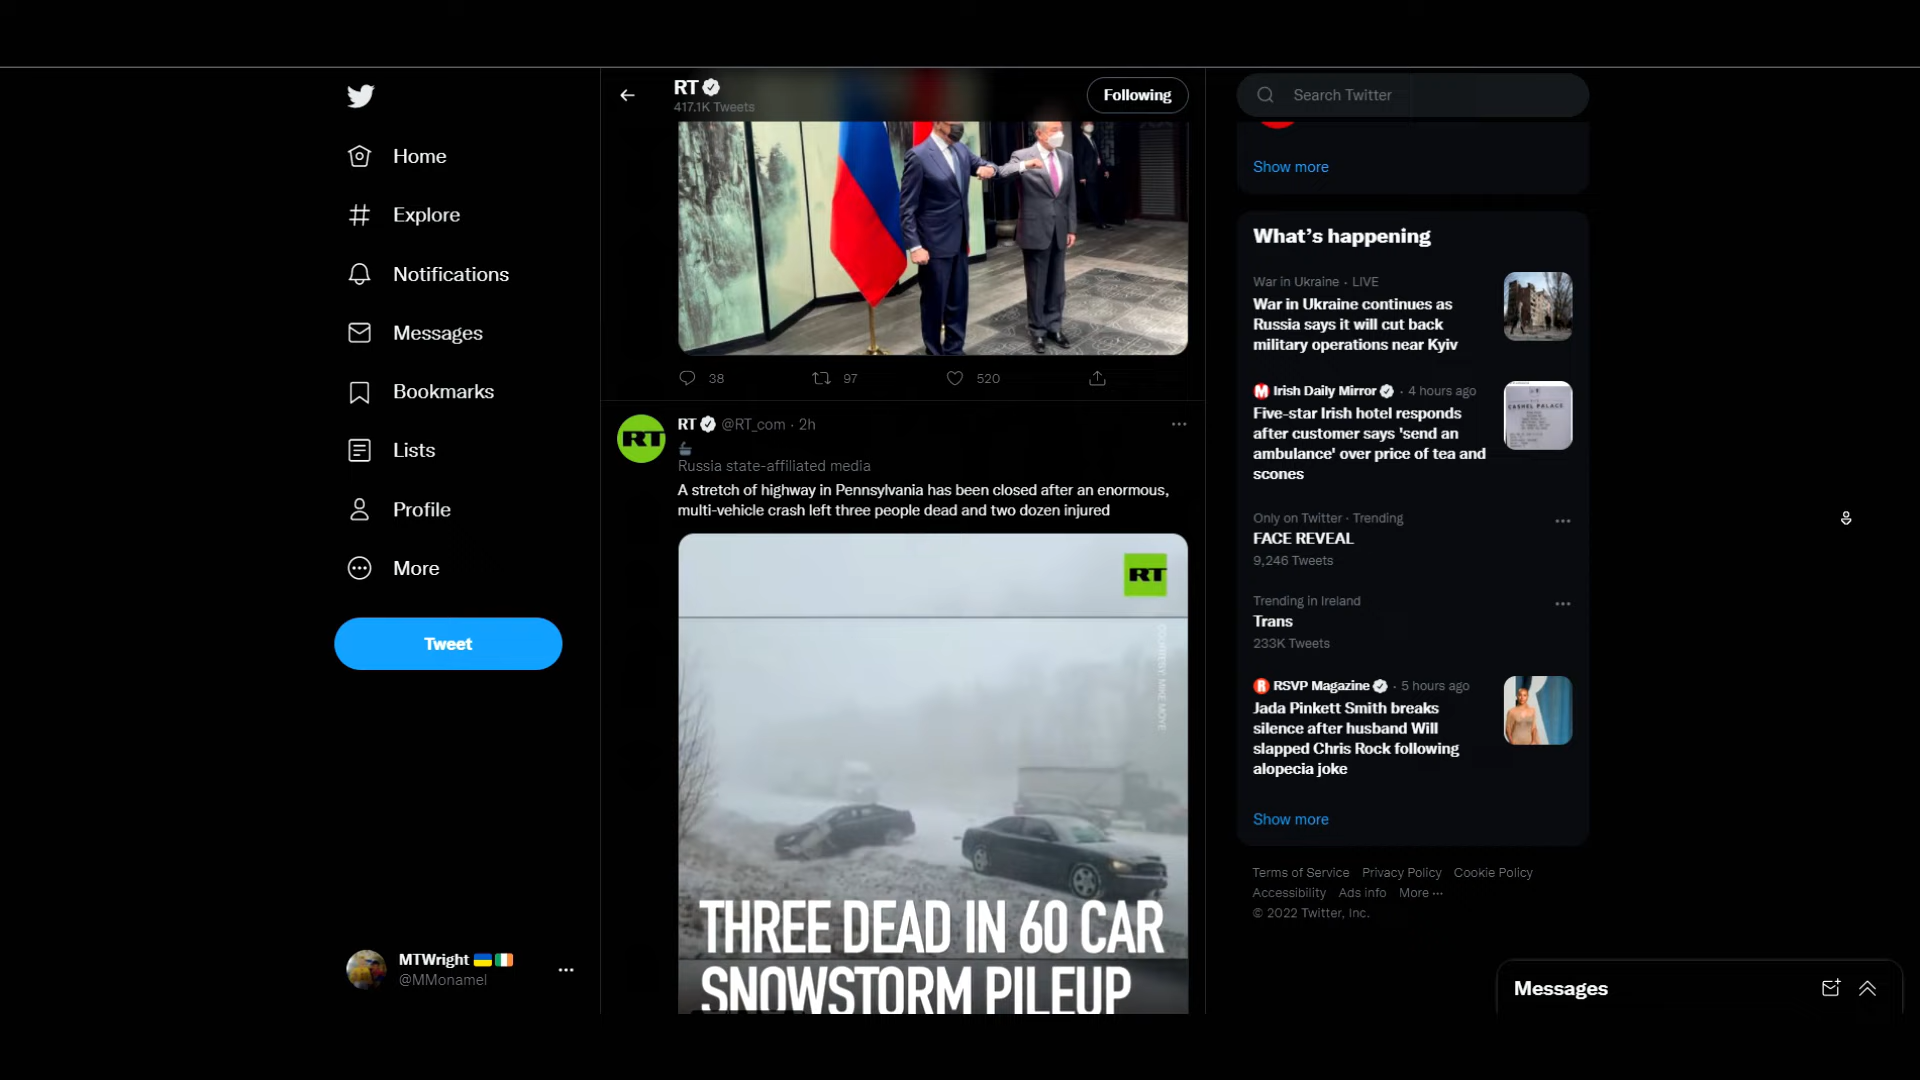 Home
Explore
Notifications
Messages
Bookmarks
Lists
Profile
More
Tweet
MTWright
@MMonamel
RT
417.1K Tweets
Following
38
97
520
RT @RT_com · 2h
Russia state-affiliated media
A stretch of highway in Pennsylvania has been closed after an enormous,
multi-vehicle crash left three people dead and two dozen injured
RT
RT
COURTESY: MIKE MOYE
THREE DEAD IN 60 CAR
SNOWSTORM PILEUP
Search Twitter
Show more
What's happening
War in Ukraine · LIVE
War in Ukraine continues as
Russia says it will cut back
military operations near Kyiv
Irish Daily Mirror · 4 hours ago
Five-star Irish hotel responds
after customer says 'send an
ambulance' over price of tea and
scones
CASHEL PALACE
Only on Twitter · Trending
FACE REVEAL
9,246 Tweets
Trending in Ireland
Trans
233K Tweets
RSVP Magazine · 5 hours ago
Jada Pinkett Smith breaks
silence after husband Will
slapped Chris Rock following
alopecia joke
Show more
Terms of Service Privacy Policy Cookie Policy
Accessibility Ads info More ···
© 2022 Twitter, Inc.
Messages